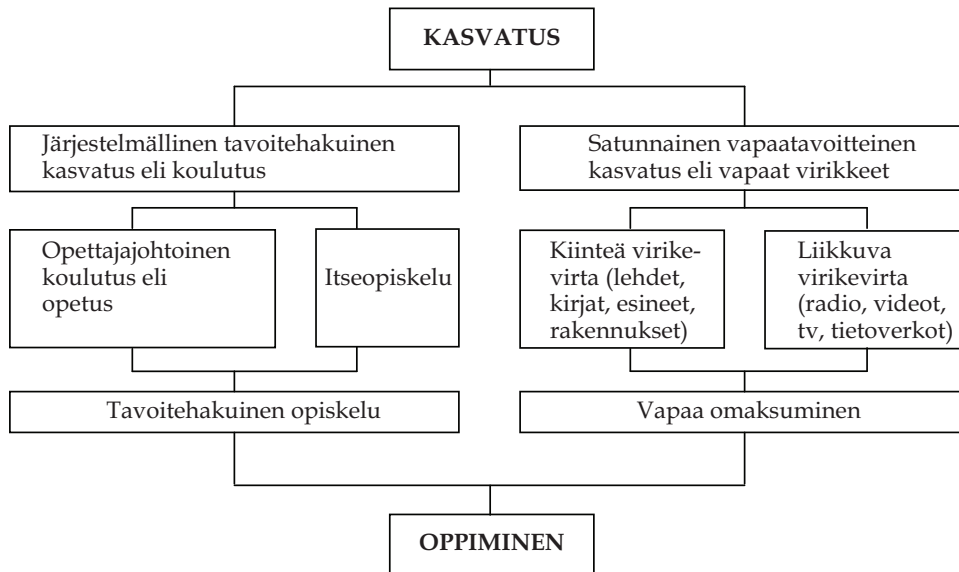 KASVATUS
Järjestelmällinen tavoitehakuinen
kasvatus eli koulutus
Satunnainen vapaatavoitteinen
kasvatus eli vapaat virikkeet
Opettajajohtoinen
koulutus eli
opetus
Itseopiskelu
Kiinteä virike-
virta (lehdet,
kirjat, esineet,
rakennukset)
Liikkuva
virikevirta
(radio, videot,
tv, tietoverkot)
Tavoitehakuinen opiskelu
Vapaa omaksuminen
OPPIMINEN